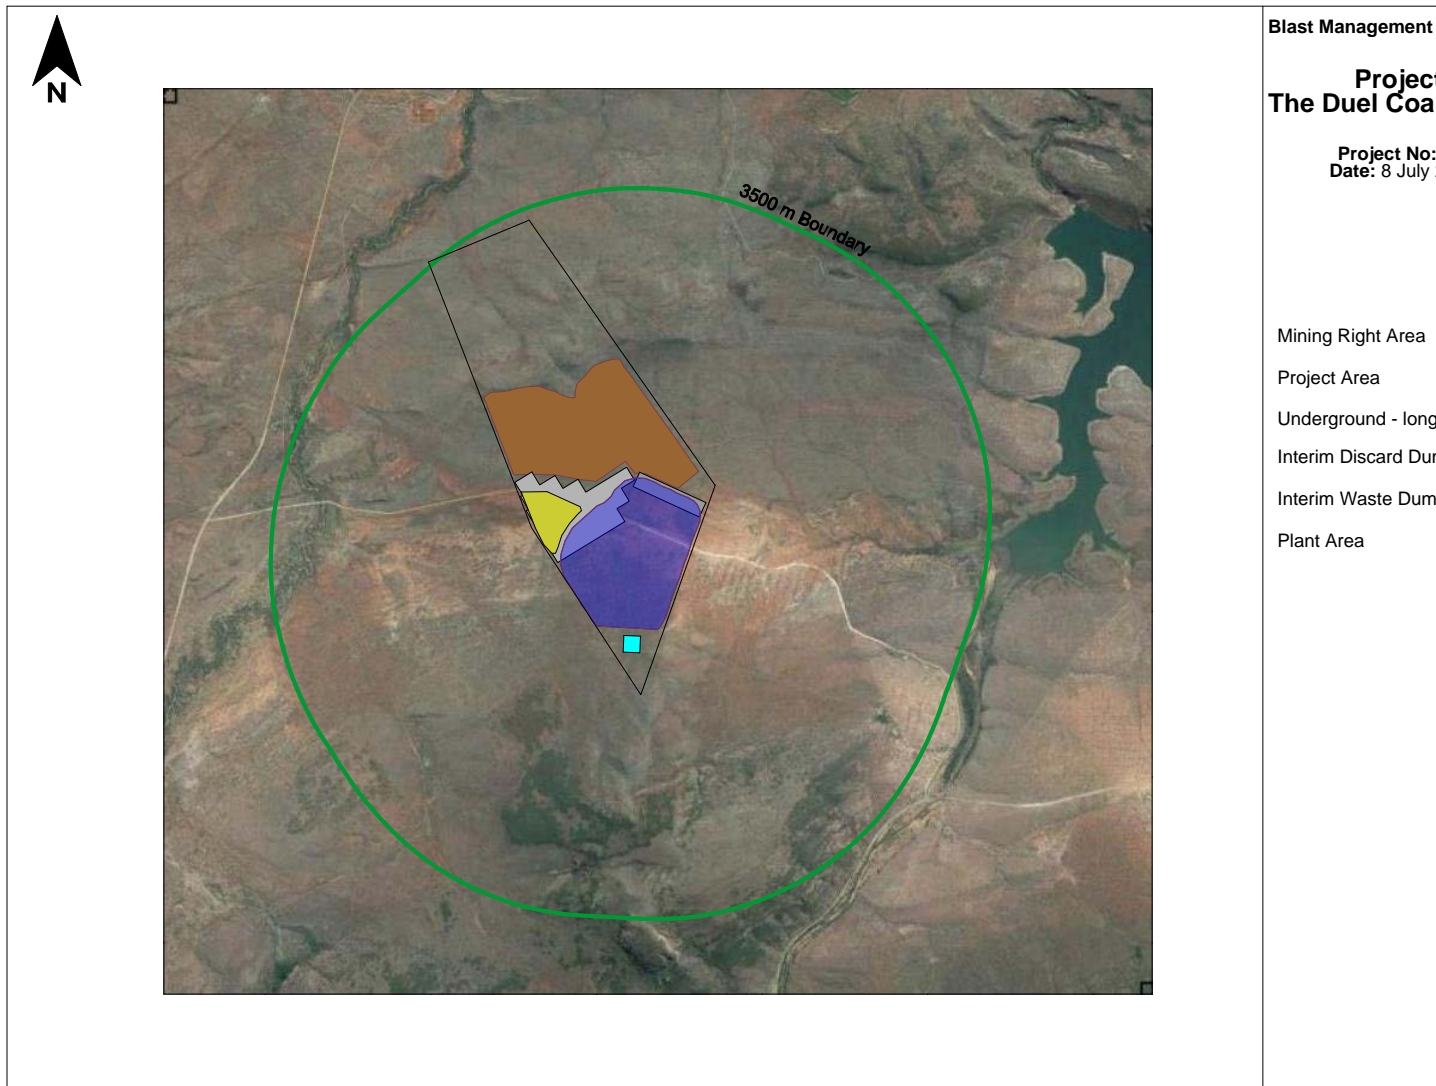 N
3500 m Boundary
Blast Management
Project
The Duel Coa
Project No:
Date: 8 July
Mining Right Area
Project Area
Underground - long
Interim Discard Dum
Interim Waste Dum
Plant Area